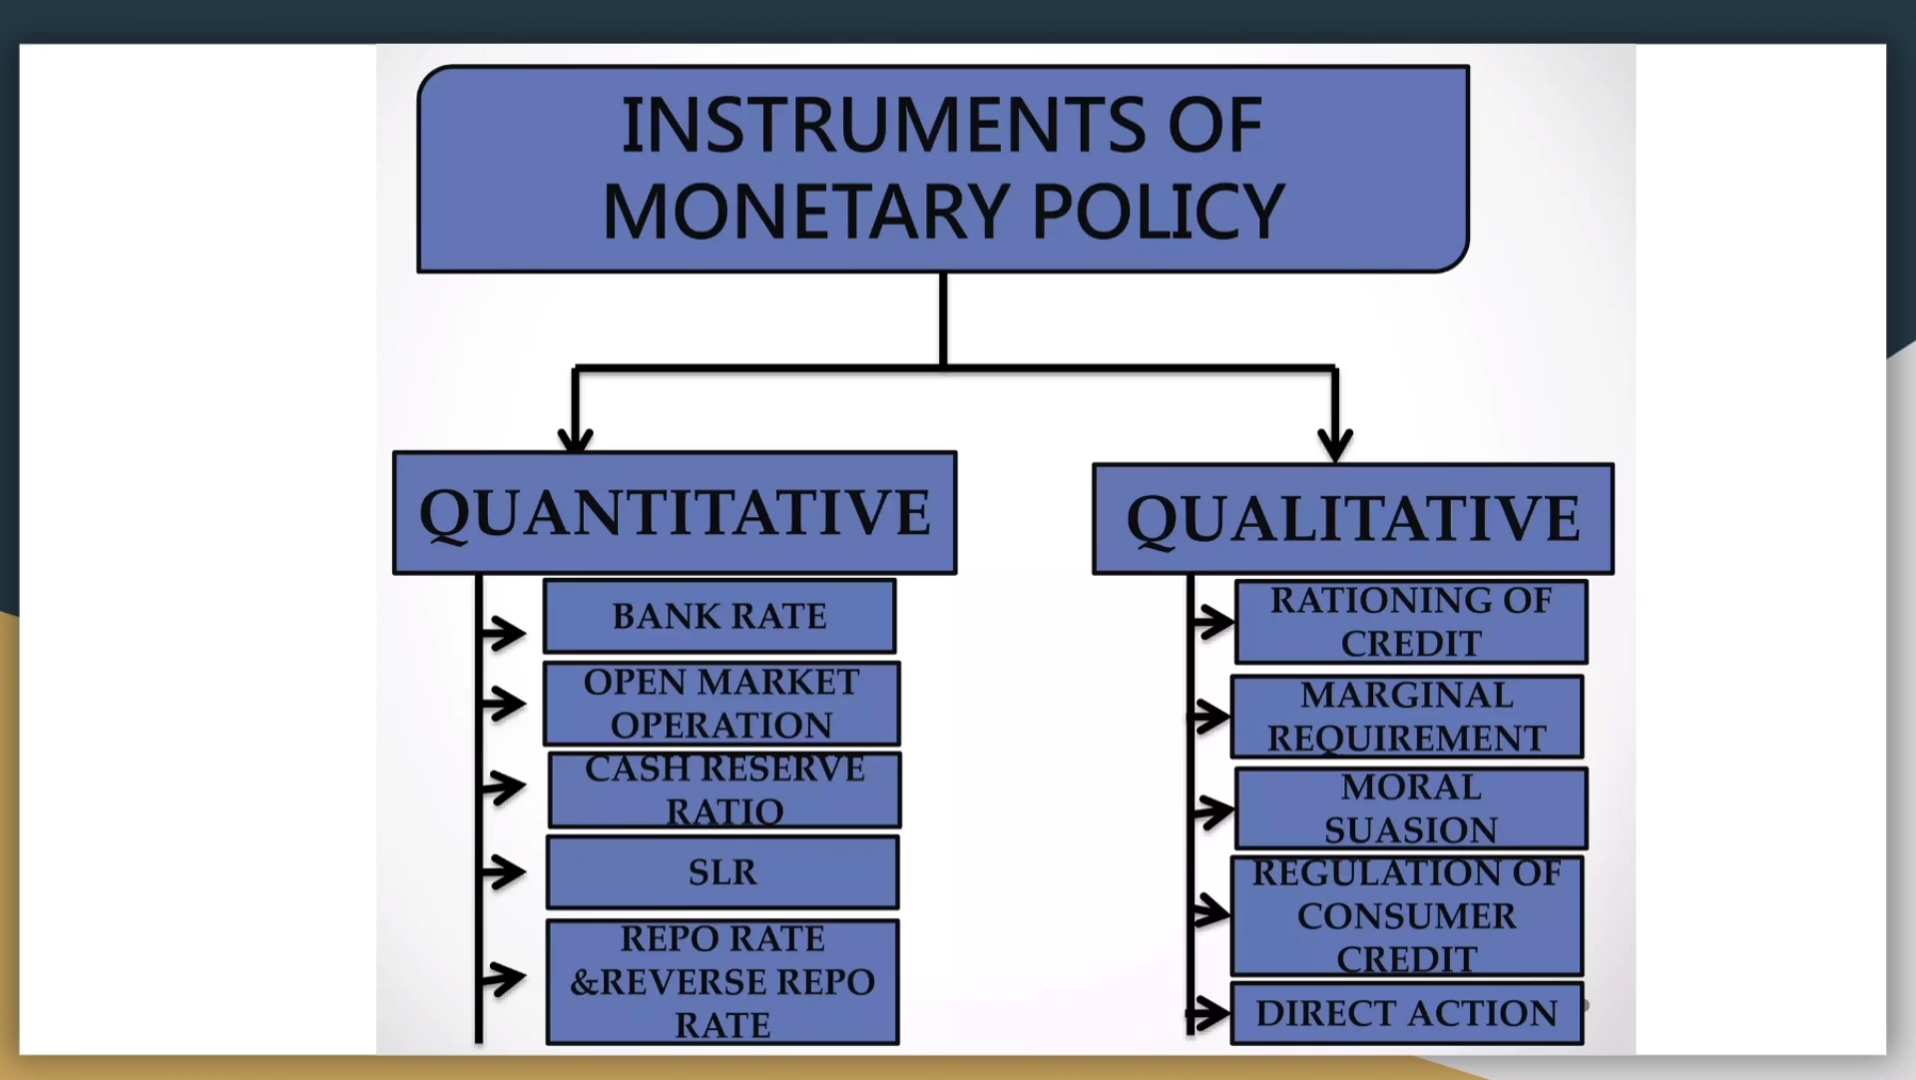 INSTRUMENTS OF
MONETARY POLICY
QUANTITATIVE
BANK RATE
OPEN MARKET
OPERATION
CASH RESERVE
RATIO
SLR
REPO RATE
&REVERSE REPO
RATE
QUALITATIVE
RATIONING OF
CREDIT
MARGINAL
REQUIREMENT
MORAL
SUASION
REGULATION OF
CONSUMER
CREDIT
DIRECT ACTION